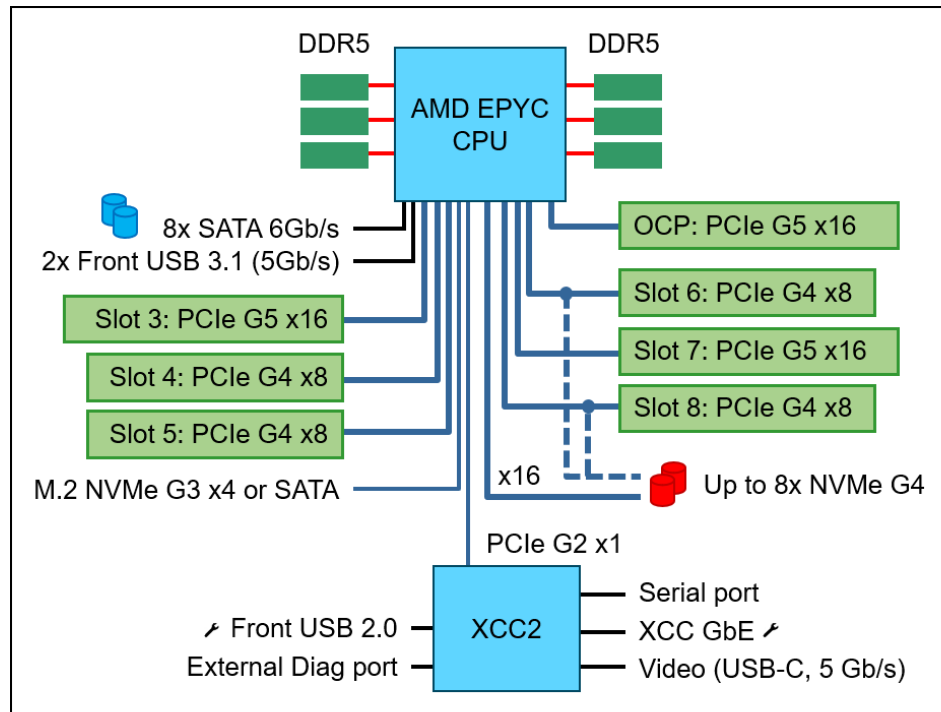 DDR5
DDR5
AMD EPYC
CPU
8x SATA 6Gb/s
2x Front USB 3.1 (5Gb/s)
OCP: PCIe G5 x16
Slot 3: PCIe G5 x16
Slot 4: PCIe G4 x8
Slot 5: PCIe G4 x8
M.2 NVMe G3 x4 or SATA
Slot 6: PCIe G4 x8
Slot 7: PCIe G5 x16
Slot 8: PCIe G4 x8
x16
Up to 8x NVMe G4
PCIe G2 x1
XCC2
Front USB 2.0
External Diag port
Serial port
XCC GbE
Video (USB-C, 5 Gb/s)